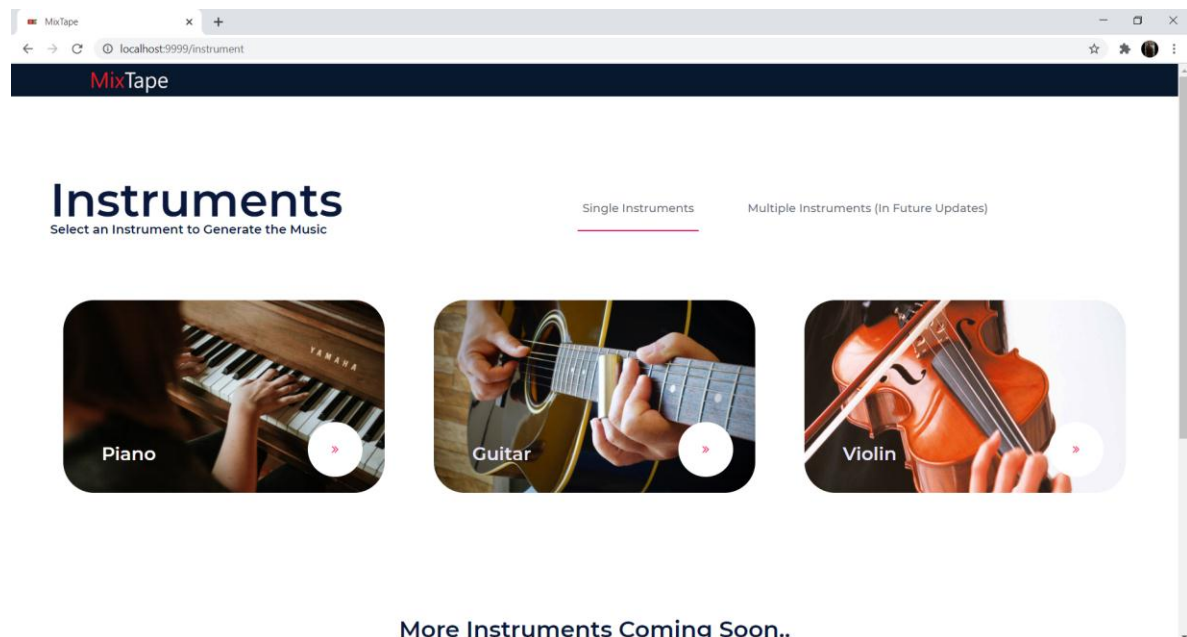 MixTape
localhost:9999/instrument
MixTape
Instruments
Select an Instrument to Generate the Music
Single Instruments
Multiple Instruments (In Future Updates)
YAMAHA
Piano
Guitar
Violin
More Instruments Coming Soon..